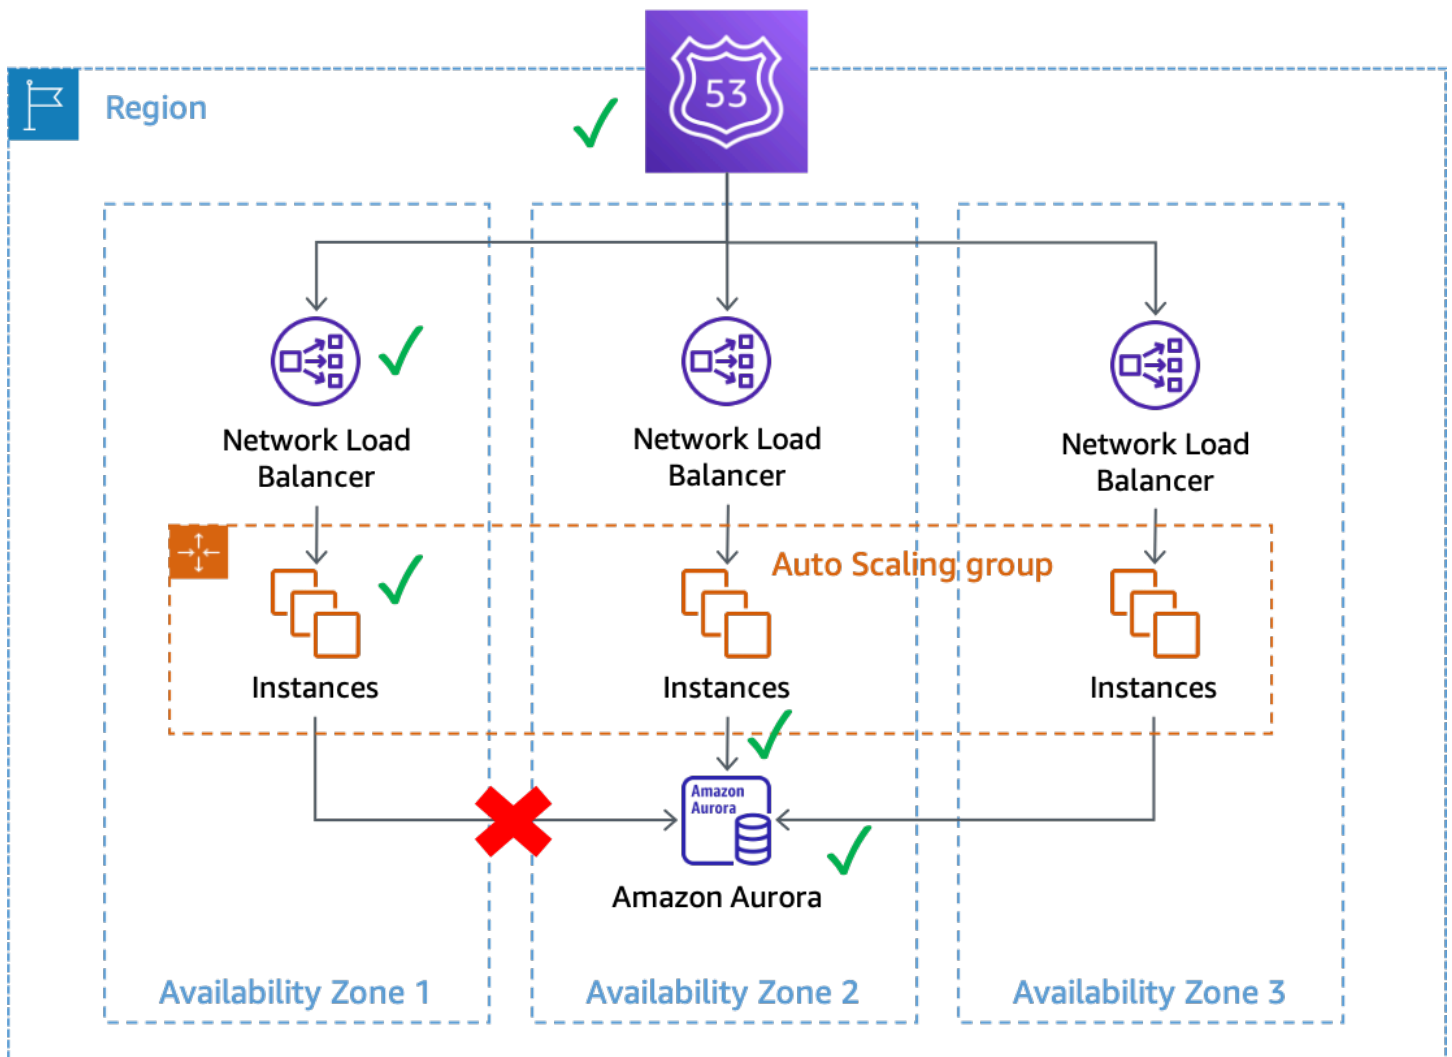 53
Region
Network Load
Balancer
Network Load
Balancer
Network Load
Balancer
Auto Scaling group
Instances
Instances
Instances
Amazon
Aurora
Amazon Aurora
Availability Zone 1
Availability Zone 2
Availability Zone 3